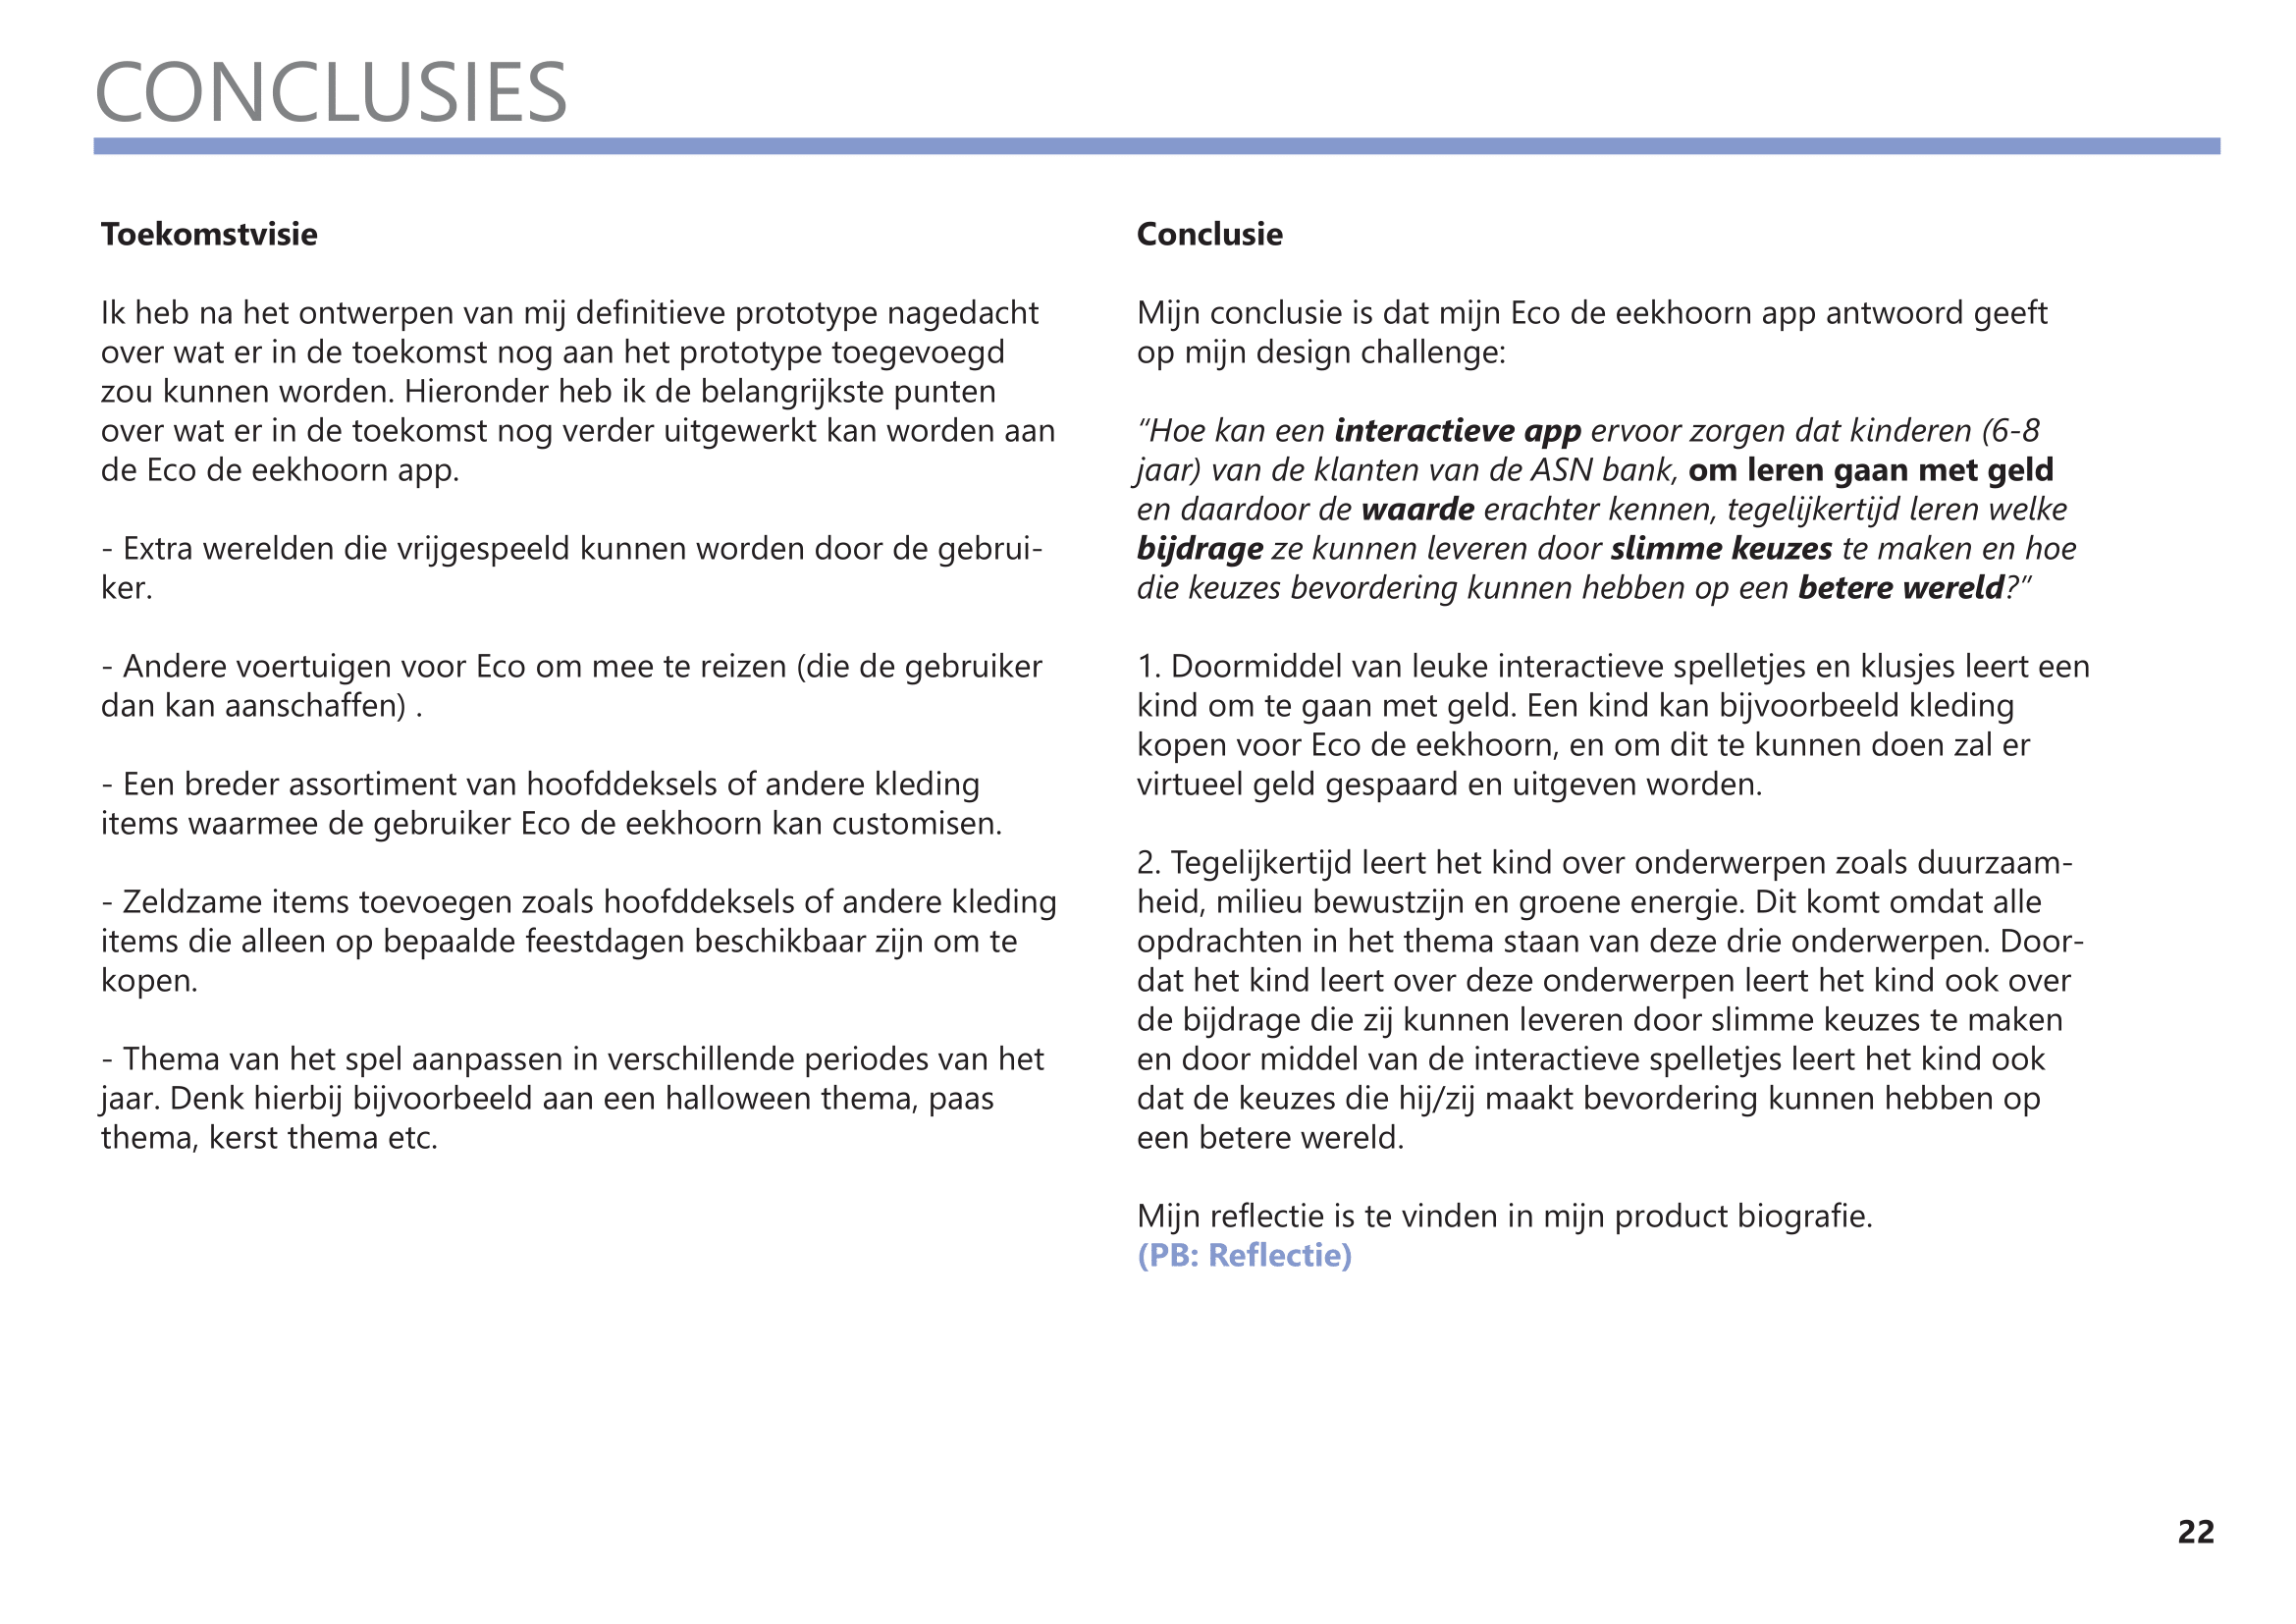 CONCLUSIES
Toekomstvisie
Ik heb na het ontwerpen van mij definitieve prototype nagedacht
over wat er in de toekomst nog aan het prototype toegevoegd
zou kunnen worden. Hieronder heb ik de belangrijkste punten
over wat er in de toekomst nog verder uitgewerkt kan worden aan
de Eco de eekhoorn app.
- Extra werelden die vrijgespeeld kunnen worden door de gebrui-
ker.
- Andere voertuigen voor Eco om mee te reizen (die de gebruiker
dan kan aanschaffen) .
- Een breder assortiment van hoofddeksels of andere kleding
items waarmee de gebruiker Eco de eekhoorn kan customisen.
- Zeldzame items toevoegen zoals hoofddeksels of andere kleding
items die alleen op bepaalde feestdagen beschikbaar zijn om te
kopen.
- Thema van het spel aanpassen in verschillende periodes van het
jaar. Denk hierbij bijvoorbeeld aan een halloween thema, paas
thema, kerst thema etc.
Conclusie
Mijn conclusie is dat mijn Eco de eekhoorn app antwoord geeft
op mijn design challenge:
“Hoe kan een interactieve app ervoor zorgen dat kinderen (6-8
jaar) van de klanten van de ASN bank, om leren gaan met geld
en daardoor de waarde erachter kennen, tegelijkertijd leren welke
bijdrage ze kunnen leveren door slimme keuzes te maken en hoe
die keuzes bevordering kunnen hebben op een betere wereld?”
1. Doormiddel van leuke interactieve spelletjes en klusjes leert een
kind om te gaan met geld. Een kind kan bijvoorbeeld kleding
kopen voor Eco de eekhoorn, en om dit te kunnen doen zal er
virtueel geld gespaard en uitgeven worden.
2. Tegelijkertijd leert het kind over onderwerpen zoals duurzaam-
heid, milieu bewustzijn en groene energie. Dit komt omdat alle
opdrachten in het thema staan van deze drie onderwerpen. Door-
dat het kind leert over deze onderwerpen leert het kind ook over
de bijdrage die zij kunnen leveren door slimme keuzes te maken
en door middel van de interactieve spelletjes leert het kind ook
dat de keuzes die hij/zij maakt bevordering kunnen hebben op
een betere wereld.
Mijn reflectie is te vinden in mijn product biografie.
(PB: Reflectie)
22